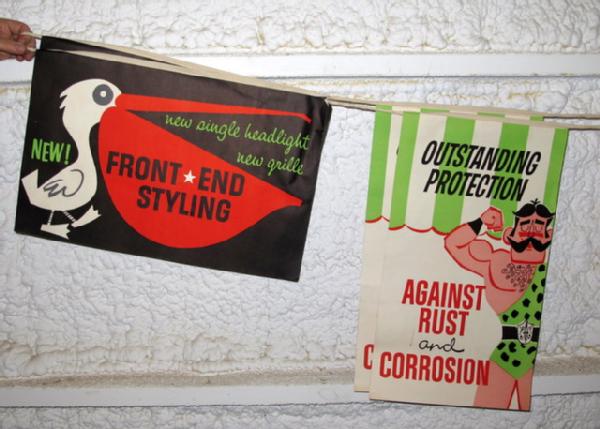 new single headlight
new grille
NEW!
FRONT ★ END
STYLING
OUTSTANDING
PROTECTION
AGAINST
RUST
and
CORROSION
C